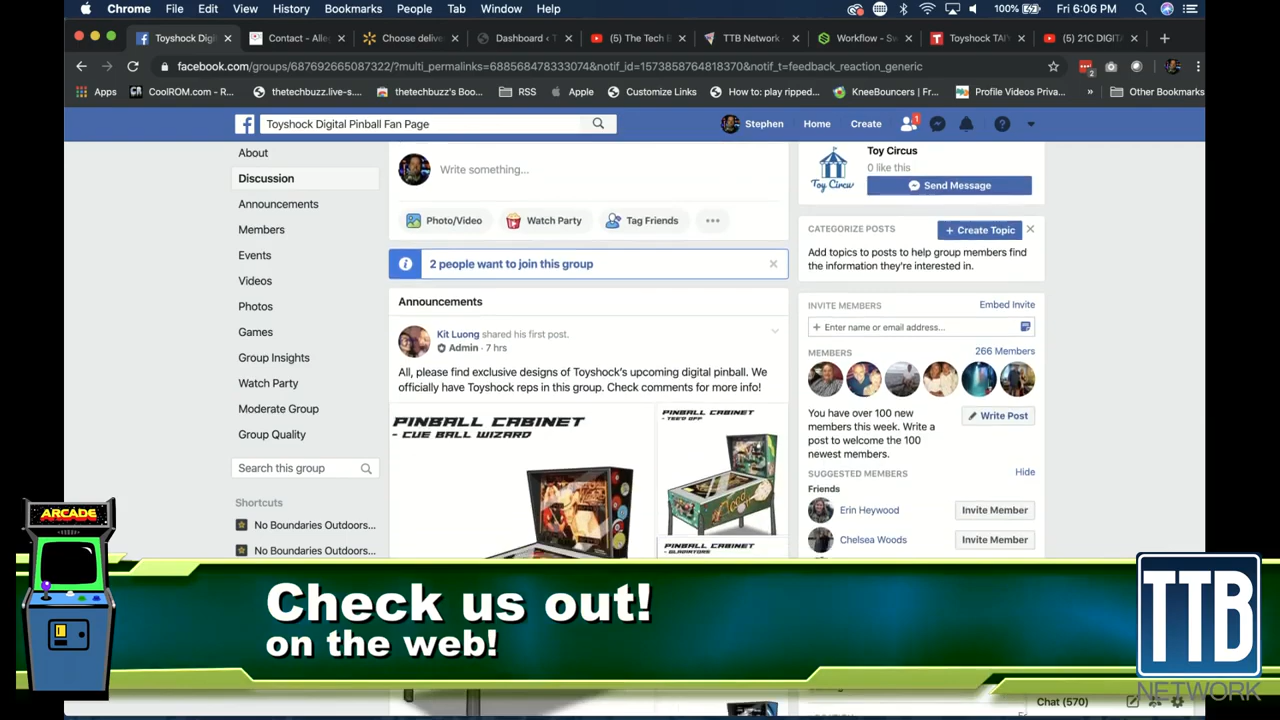 Chrome File Edit View History Bookmarks People Tab Window Help 100% Fri 6:06 PM
Toyshock Digi Contact - Alle Choose delive Dashboard < T (5) The Tech B TTB Network Workflow - Sw Toyshock TAI (5) 21C DIGITA
facebook.com/groups/687692665087322/?multi_permalinks=688568478333074&notif_id=1573858764818370&notif_t=feedback_reaction_generic
Apps CoolROM.com - R... thetechbuzz.live-s... thetechbuzz's Boo... RSS Apple Customize Links How to: play ripped... KneeBouncers | Fr... Profile Videos Priva... » Other Bookmarks
Toyshock Digital Pinball Fan Page Stephen Home Create 1
About
Discussion
Announcements
Members
Events
Videos
Photos
Games
Group Insights
Watch Party
Moderate Group
Group Quality
Search this group
Shortcuts
No Boundaries Outdoors...
No Boundaries Outdoors...
Write something...
Photo/Video Watch Party Tag Friends
2 people want to join this group
Announcements
Kit Luong shared his first post.
Admin · 7 hrs
All, please find exclusive designs of Toyshock's upcoming digital pinball. We
officially have Toyshock reps in this group. Check comments for more info!
PINBALL CABINET
- CUE BALL WIZARD
PINBALL CABINET
- TEE'D OFF
PINBALL CABINET
- GLADIATORS
Toy Circus
0 like this
Send Message
CATEGORIZE POSTS + Create Topic
Add topics to posts to help group members find
the information they're interested in.
INVITE MEMBERS Embed Invite
+ Enter name or email address...
MEMBERS 266 Members
You have over 100 new
members this week. Write a
post to welcome the 100
newest members.
Write Post
SUGGESTED MEMBERS Hide
Friends
Erin Heywood Invite Member
Chelsea Woods Invite Member
ARCADE
Check us out!
on the web!
TTB
NETWORK
Chat (570)